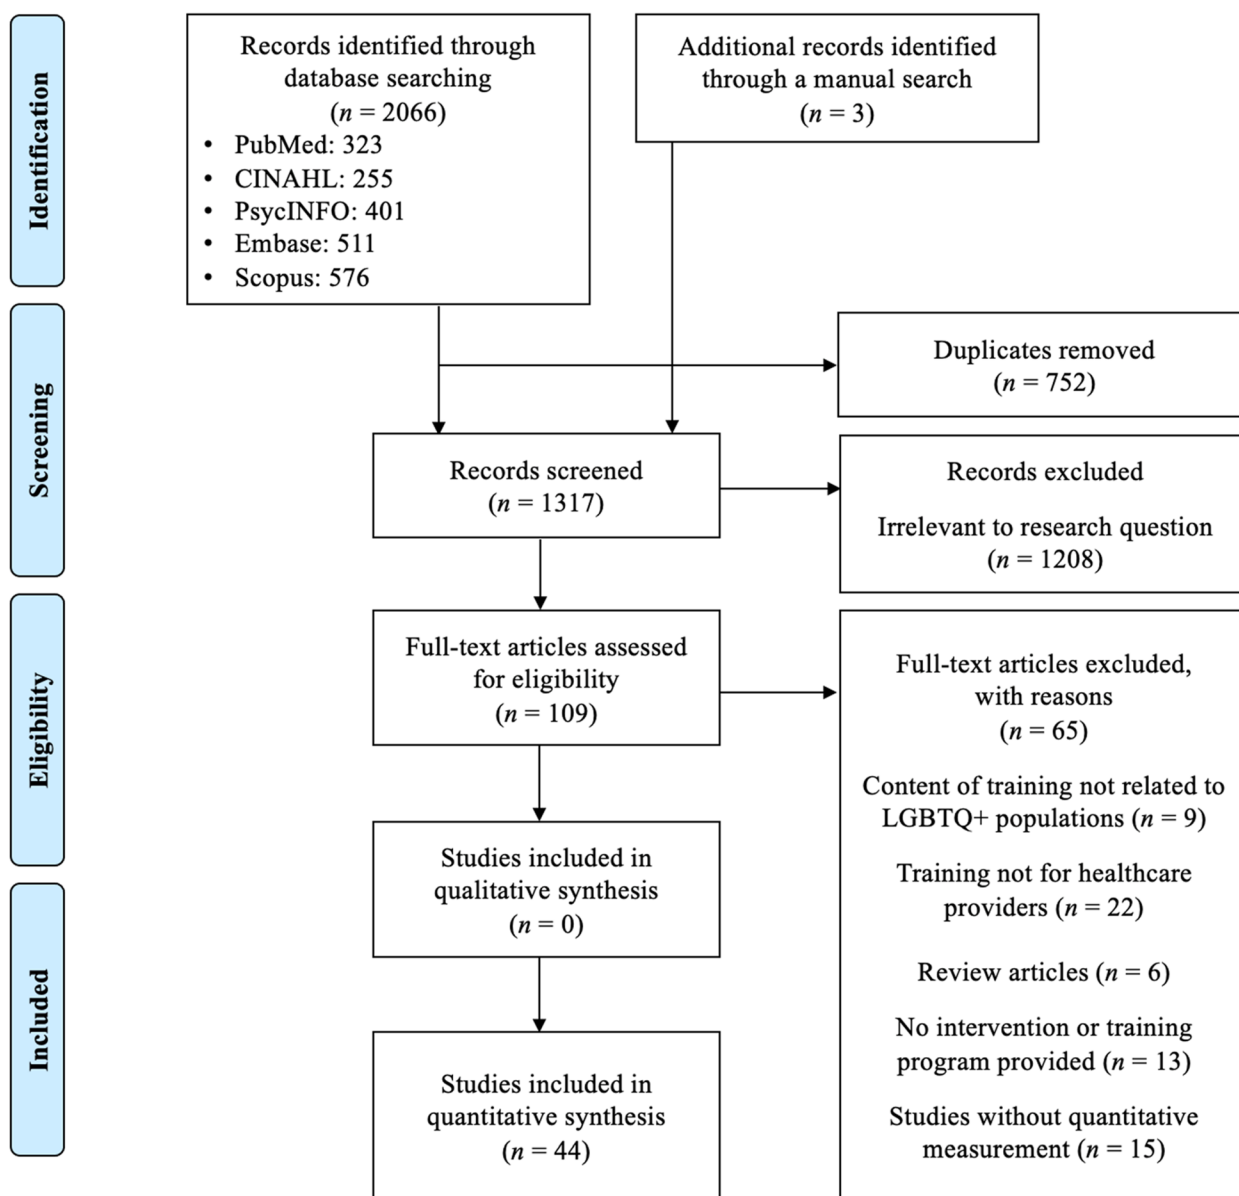 Identification
Records identified through
database searching
(n = 2066)
• PubMed: 323
• CINAHL: 255
• PsycINFO: 401
• Embase: 511
• Scopus: 576
Additional records identified
through a manual search
(n = 3)
Screening
Duplicates removed
(n = 752)
Records screened
(n = 1317)
Records excluded
Irrelevant to research question
(n = 1208)
Eligibility
Full-text articles assessed
for eligibility
(n = 109)
Full-text articles excluded,
with reasons
(n = 65)
Content of training not related to
LGBTQ+ populations (n = 9)
Training not for healthcare
providers (n = 22)
Review articles (n = 6)
No intervention or training
program provided (n = 13)
Studies without quantitative
measurement (n = 15)
Studies included in
qualitative synthesis
(n = 0)
Included
Studies included in
quantitative synthesis
(n = 44)